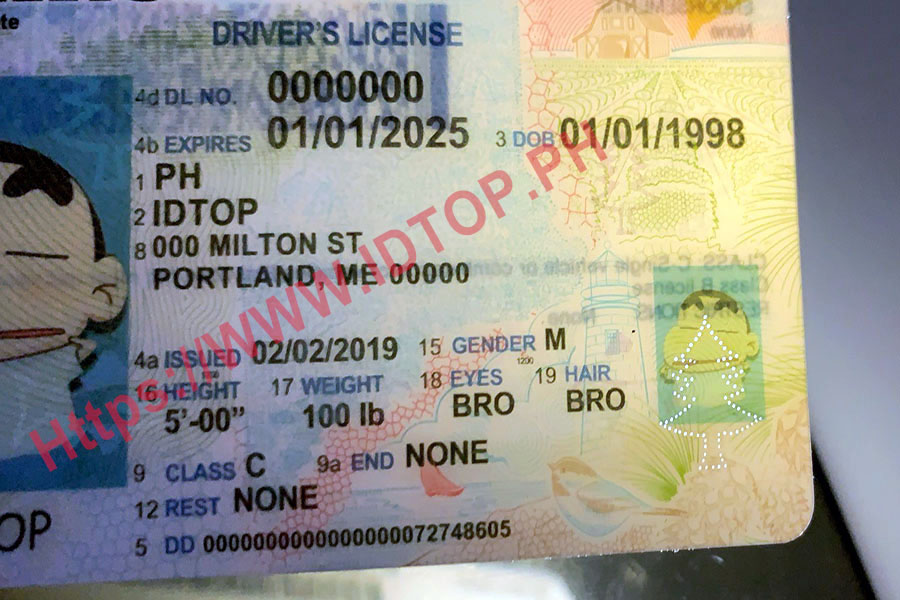 te
DRIVER'S LICENSE
4d DL NO. 0000000
4b EXPIRES 01/01/2025 3 DOB 01/01/1998
1 PH
2 IDTOP
8 000 MILTON ST
PORTLAND, ME 00000
4a ISSUED 02/02/2019 15 GENDER M
16 HEIGHT 17 WEIGHT 18 EYES 19 HAIR
5'-00" 100 lb BRO BRO
9 CLASS C 9a END NONE
12 REST NONE
5 DD 0000000000000000072748605
TOP
Https://WWW.IDTOP.PH